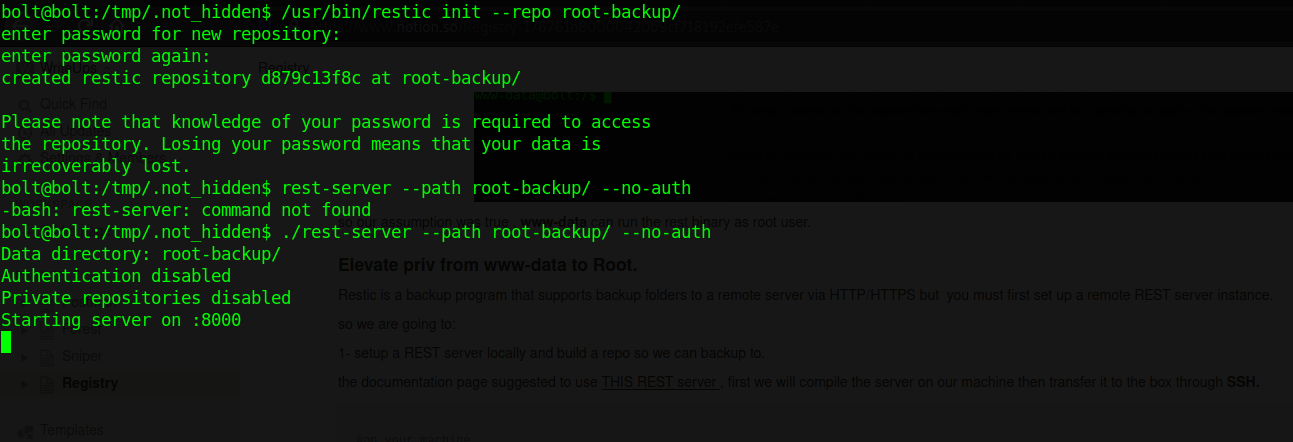 bolt@bolt:/tmp/.not_hidden$ /usr/bin/restic init --repo root-backup/
enter password for new repository:
enter password again:
created restic repository d879c13f8c at root-backup/
Registry
Quick Find
www-data@bolt:/$
Please note that knowledge of your password is required to access
the repository. Losing your password means that your data is
irrecoverably lost.
bolt@bolt:/tmp/.not_hidden$ rest-server --path root-backup/ --no-auth
-bash: rest-server: command not found
so our assumption was true, www-data can run the rest binary as root user.
bolt@bolt:/tmp/.not_hidden$ ./rest-server --path root-backup/ --no-auth
Data directory: root-backup/
Authentication disabled
Private repositories disabled
Starting server on :8000
Elevate priv from www-data to Root.
Restic is a backup program that supports backup folders to a remote server via HTTP/HTTPS but you must first set up a remote REST server instance.
so we are going to:
1- setup a REST server locally and build a repo so we can backup to.
the documentation page suggested to use THIS REST server , first we will compile the server on our machine then transfer it to the box through SSH.
Sniper
Registry
Templates